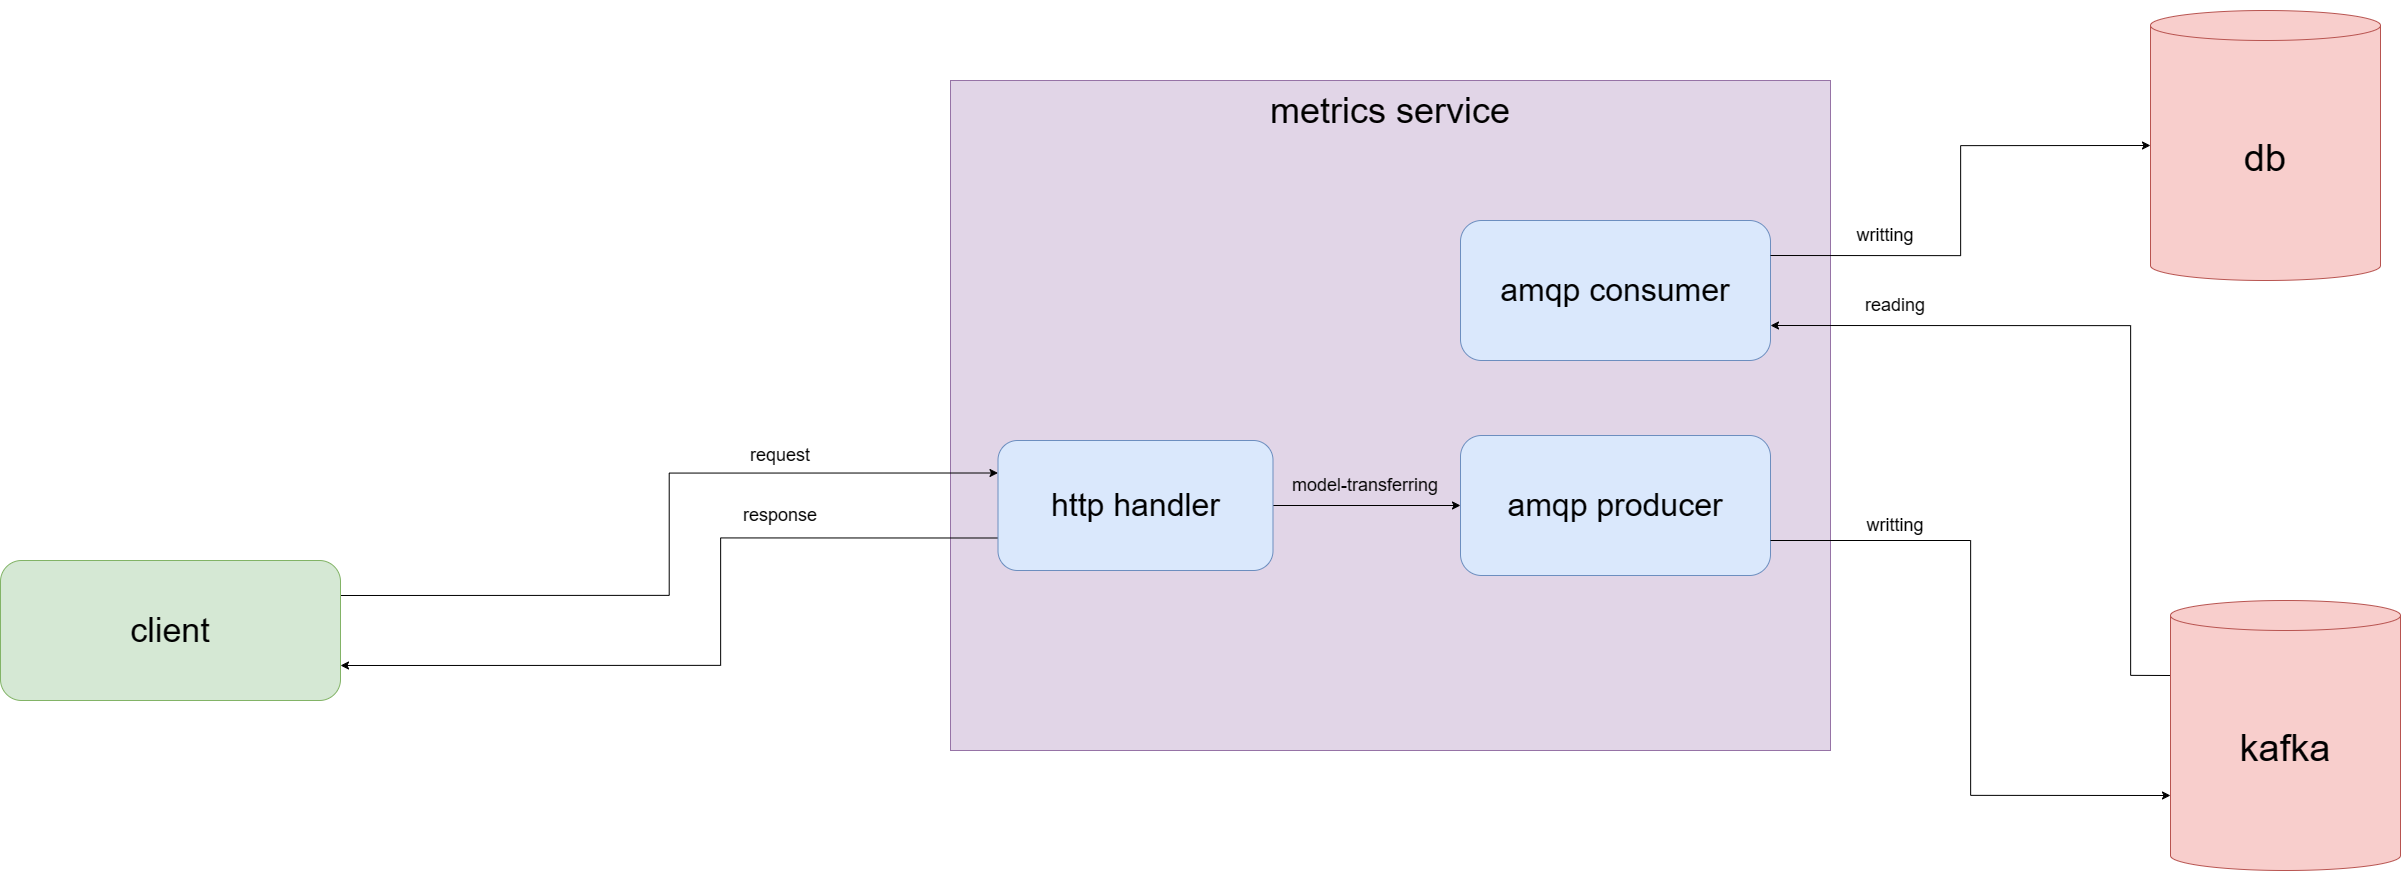 metrics service
db
writting
amqp consumer
reading
request
http handler
model-transferring
amqp producer
response
writting
client
kafka